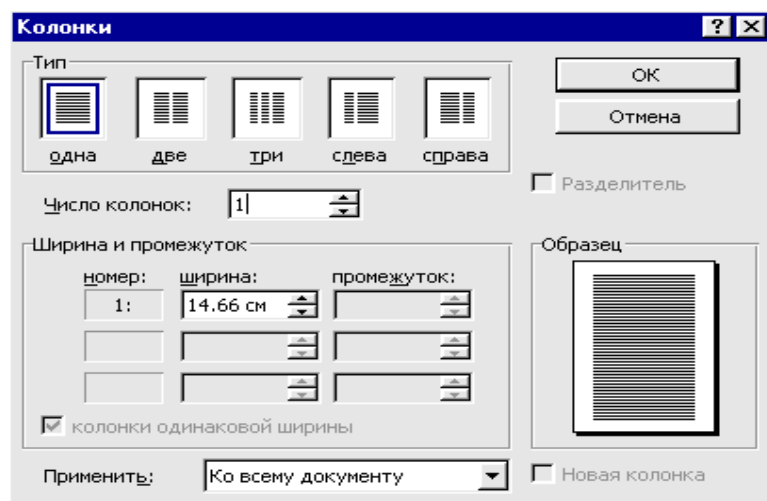 Колонки
Тип
одна две три слева справа
ОК
Отмена
Число колонок: 1
Разделитель
Ширина и промежуток
номер: ширина: промежуток:
1: 14.66 см
колонки одинаковой ширины
Образец
Применить: Ко всему документу
Новая колонка